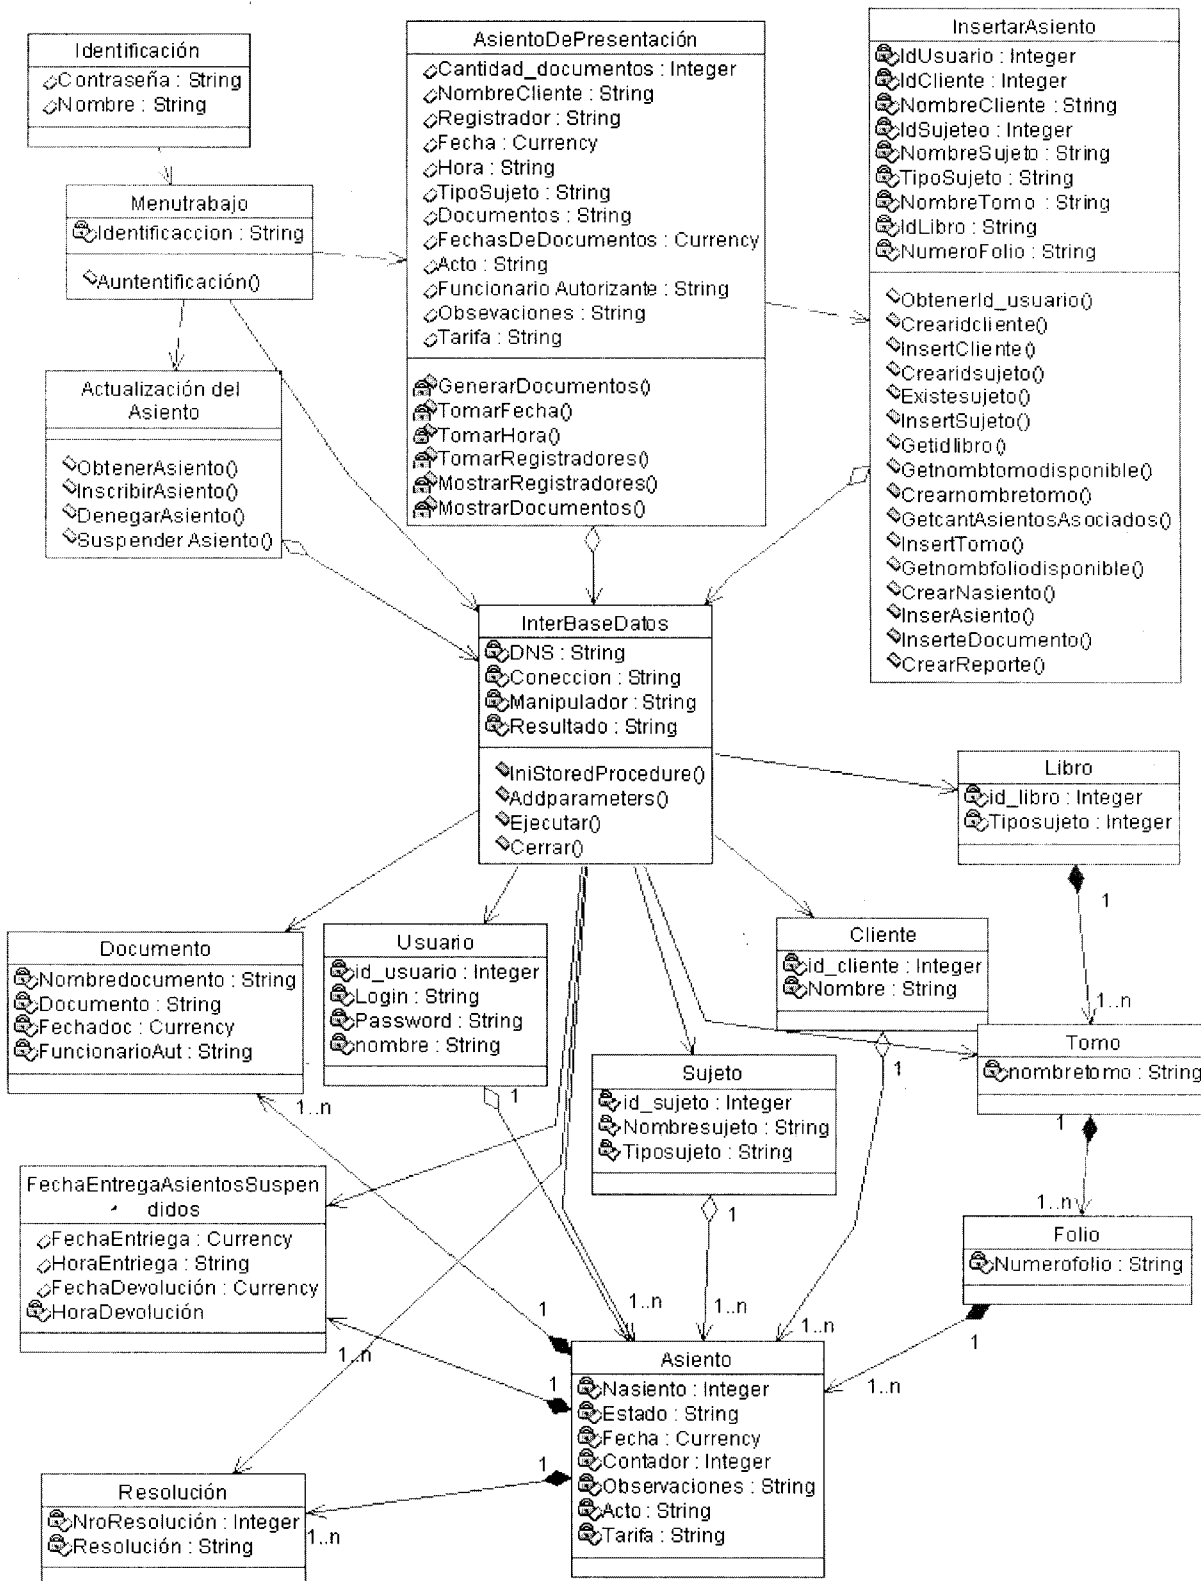 Identificación
Contraseña : String
Nombre : String
Menutrabajo
Identificaccion : String
Auntentificación()
Actualización del
Asiento
ObtenerAsiento()
InscribirAsiento()
DenegarAsiento()
Suspender Asiento()
AsientoDePresentación
Cantidad_documentos : Integer
NombreCliente : String
Registrador : String
Fecha : Currency
Hora : String
TipoSujeto : String
Documentos : String
FechasDeDocumentos : Currency
Acto : String
Funcionario Autorizante : String
Obsevaciones : String
Tarifa : String
GenerarDocumentos()
TomarFecha()
TomarHora()
TomarRegistradores()
MostrarRegistradores()
MostrarDocumentos()
InsertarAsiento
IdUsuario : Integer
IdCliente : Integer
NombreCliente : String
IdSujeteo : Integer
NombreSujeto : String
TipoSujeto : String
NombreTomo : String
IdLibro : String
NumeroFolio : String
ObtenerId_usuario()
Crearidcliente()
InsertCliente()
Crearidsujeto()
Existesujeto()
InsertSujeto()
Getidlibro()
Getnombtomodisponible()
Crearnombretomo()
GetcantAsientosAsociados()
InsertTomo()
Getnombfoliodisponible()
CrearNasiento()
InserAsiento()
InserteDocumento()
CrearReporte()
InterBaseDatos
DNS : String
Coneccion : String
Manipulador : String
Resultado : String
IniStoredProcedure()
Addparameters()
Ejecutar()
Cerrar()
Libro
id_libro : Integer
Tiposujeto : Integer
1
1..n
Documento
Nombredocumento : String
Documento : String
Fechadoc : Currency
FuncionarioAut : String
1..n
Usuario
id_usuario : Integer
Login : String
Password : String
nombre : String
1
Cliente
id_cliente : Integer
Nombre : String
1
Sujeto
id_sujeto : Integer
Nombresujeto : String
Tiposujeto : String
1
Tomo
nombretomo : String
1
1..n
FechaEntregaAsientosSuspen
didos
FechaEntriega : Currency
HoraEntriega : String
FechaDevolución : Currency
HoraDevolución
1..n
Folio
Numerofolio : String
1
1..n
1..n
1..n
1..n
1
1
1
Asiento
Nasiento : Integer
Estado : String
Fecha : Currency
Contador : Integer
Observaciones : String
Acto : String
Tarifa : String
Resolución
NroResolución : Integer
Resolución : String
1..n